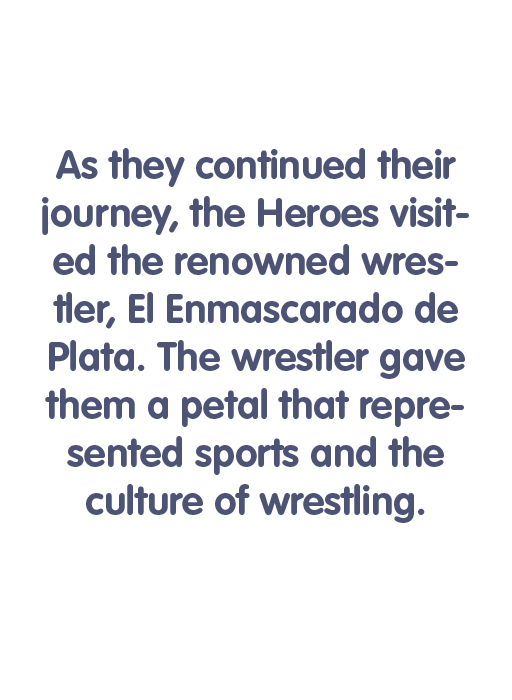 As they continued their
journey, the Heroes visit-
ed the renowned wres-
tler, El Enmascarado de
Plata. The wrestler gave
them a petal that repre-
sented sports and the
culture of wrestling.